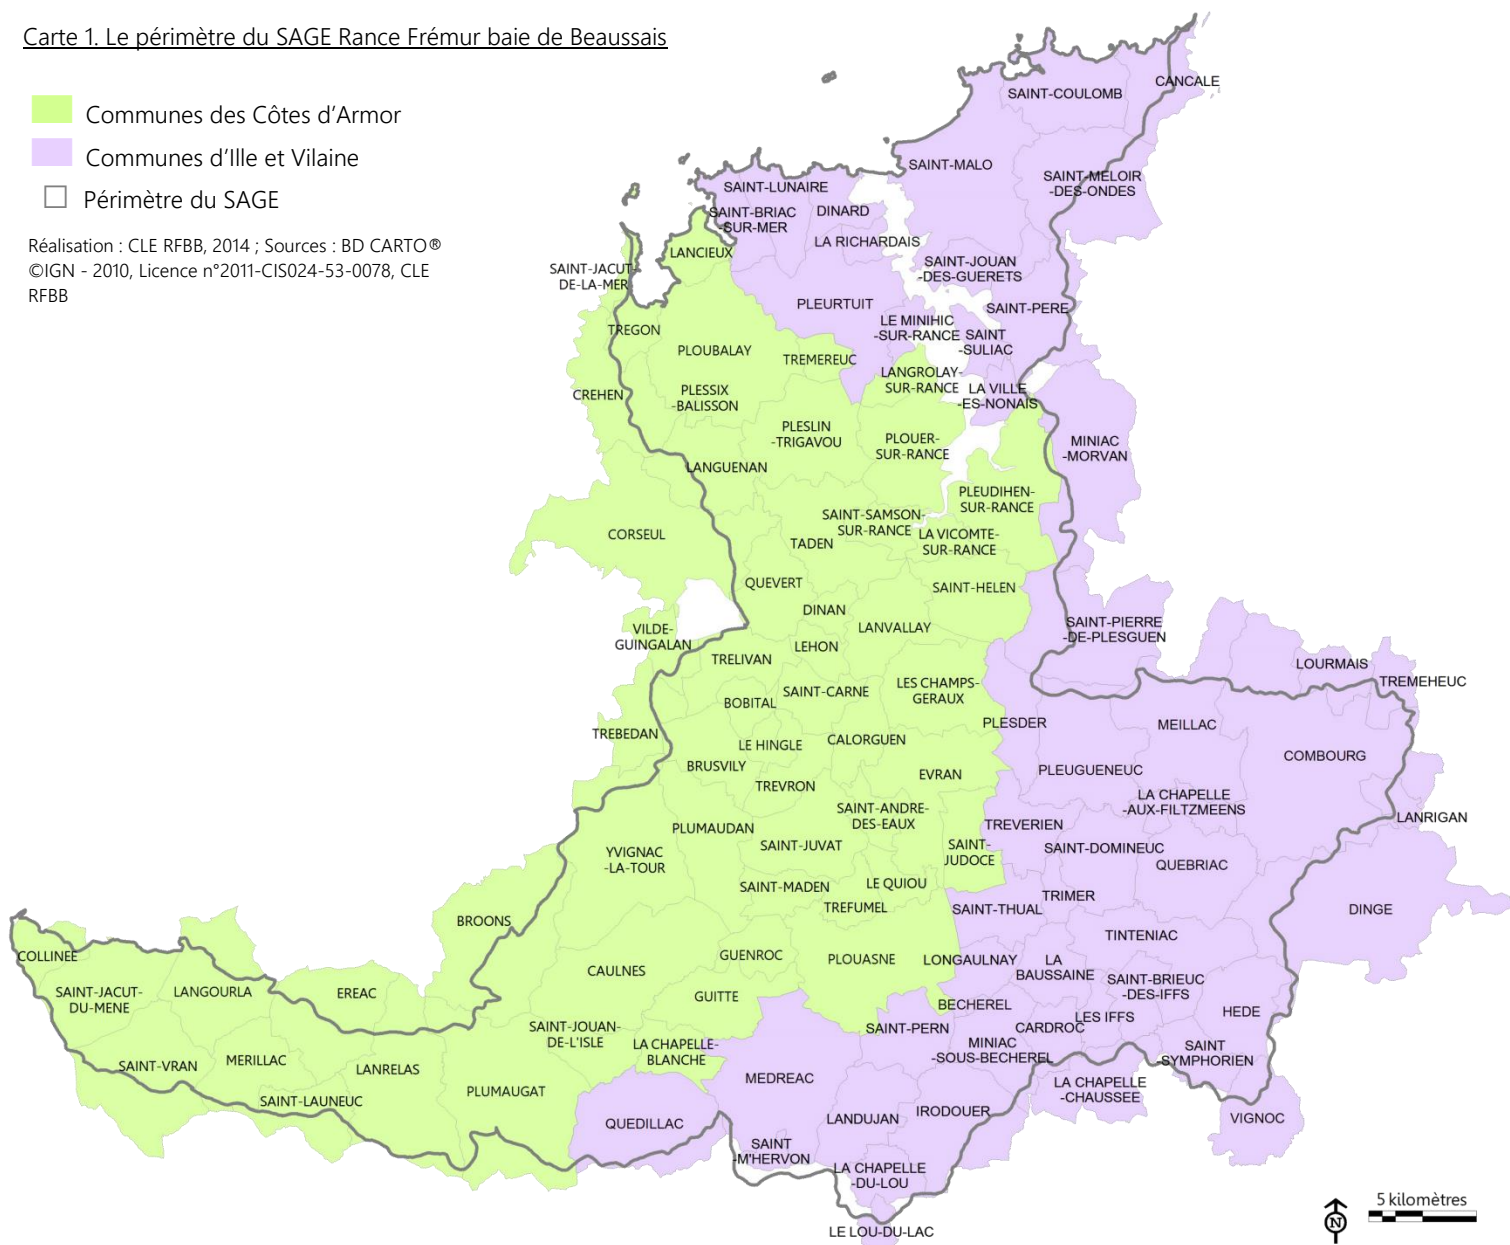 Carte 1. Le périmètre du SAGE Rance Frémur baie de Beaussais
Communes des Côtes d'Armor
Communes d'Ille et Vilaine
Périmètre du SAGE
Réalisation : CLE RFBB, 2014 ; Sources : BD CARTO®
©IGN - 2010, Licence n°2011-CIS024-53-0078, CLE
RFBB
CANCALE
SAINT-COULOMB
SAINT-MALO
SAINT-MELOIR
-DES-ONDES
SAINT-LUNAIRE
SAINT-BRIAC
-SUR-MER
DINARD
LA RICHARDAIS
LANCIEUX
SAINT-JACUT-
DE-LA-MER
SAINT-JOUAN
-DES-GUERETS
PLEURTUIT
SAINT-PERE
LE MINIHIC
-SUR-RANCE
SAINT
-SULIAC
TREGON
PLOUBALAY
TREMEREUC
LANGROLAY-
SUR-RANCE
LA VILLE
-ES-NONAIS
CREHEN
PLESSIX
-BALISSON
PLESLIN
-TRIGAVOU
PLOUER-
SUR-RANCE
MINIAC
-MORVAN
LANGUENAN
PLEUDIHEN-
SUR-RANCE
CORSEUL
SAINT-SAMSON-
SUR-RANCE
TADEN
LA VICOMTE-
SUR-RANCE
QUEVERT
SAINT-HELEN
DINAN
LANVALLAY
SAINT-PIERRE
-DE-PLESGUEN
VILDE-
GUINGALAN
LEHON
TRELIVAN
LOURMAIS
TREMEHEUC
BOBITAL
SAINT-CARNE
LES CHAMPS-
GERAUX
PLESDER
MEILLAC
TREBEDAN
LE HINGLE
CALORGUEN
COMBOURG
BRUSVILY
EVRAN
PLEUGUENEUC
TREVRON
LA CHAPELLE
-AUX-FILTZMEENS
LANRIGAN
PLUMAUDAN
SAINT-ANDRE-
DES-EAUX
TREVERIEN
YVIGNAC
-LA-TOUR
SAINT-JUVAT
SAINT-
JUDOCE
SAINT-DOMINEUC
QUEBRIAC
SAINT-MADEN
LE QUIOU
TREFUMEL
SAINT-THUAL
TRIMER
DINGE
BROONS
TINTENIAC
COLLINEE
CAULNES
GUENROC
PLOUASNE
LONGAULNAY
LA
BAUSSAINE
SAINT-JACUT-
DU-MENE
LANGOURLA
EREAC
GUITTE
BECHEREL
SAINT-BRIEUC
-DES-IFFS
HEDE
SAINT-JOUAN-
DE-L'ISLE
LA CHAPELLE-
BLANCHE
SAINT-PERN
CARDROC
LES IFFS
MINIAC
-SOUS-BECHEREL
SAINT
-SYMPHORIEN
SAINT-VRAN
MERILLAC
LANRELAS
SAINT-LAUNEUC
PLUMAUGAT
MEDREAC
LA CHAPELLE
-CHAUSSEE
QUEDILLAC
LANDUJAN
IRODOUER
VIGNOC
SAINT
-M'HERVON
LA CHAPELLE
-DU-LOU
LE LOU-DU-LAC
N
5 kilomètres